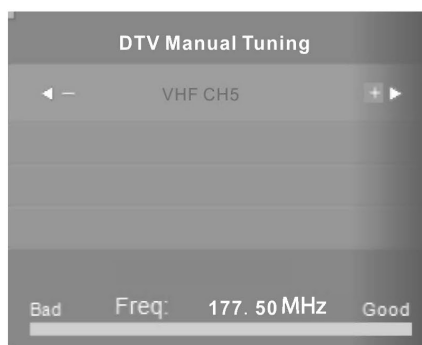 DTV Manual Tuning
− VHF CH5 +
Bad Freq: 177. 50 MHz Good